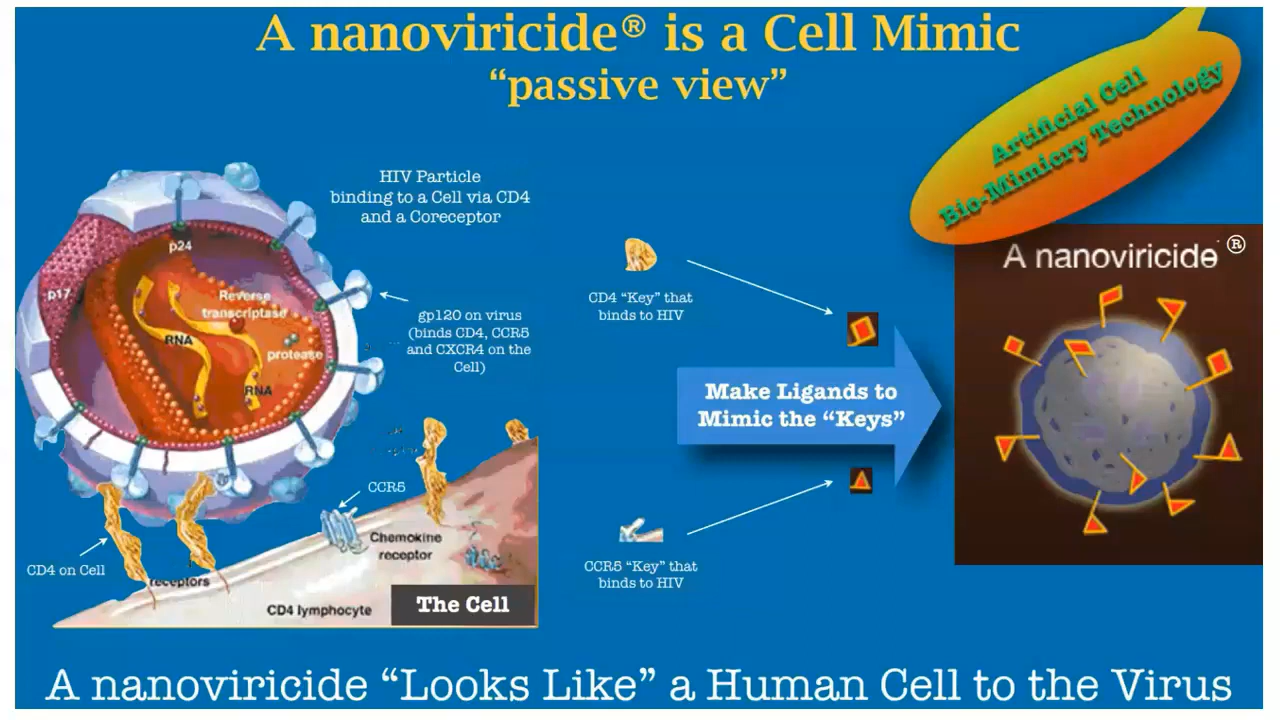 A nanoviricide® is a Cell Mimic
“passive view”
Artificial Cell
Bio-Mimicry Technology
HIV Particle
binding to a Cell via CD4
and a Coreceptor
p24
p17
Reverse
transcriptase
RNA
protease
RNA
gp120 on virus
(binds CD4, CCR5
and CXCR4 on the
Cell)
CD4 “Key” that
binds to HIV
A nanoviricide ®
Make Ligands to
Mimic the “Keys”
CCR5
Chemokine
receptor
CD4 on Cell
receptors
CD4 lymphocyte
The Cell
CCR5 “Key” that
binds to HIV
A nanoviricide “Looks Like” a Human Cell to the Virus